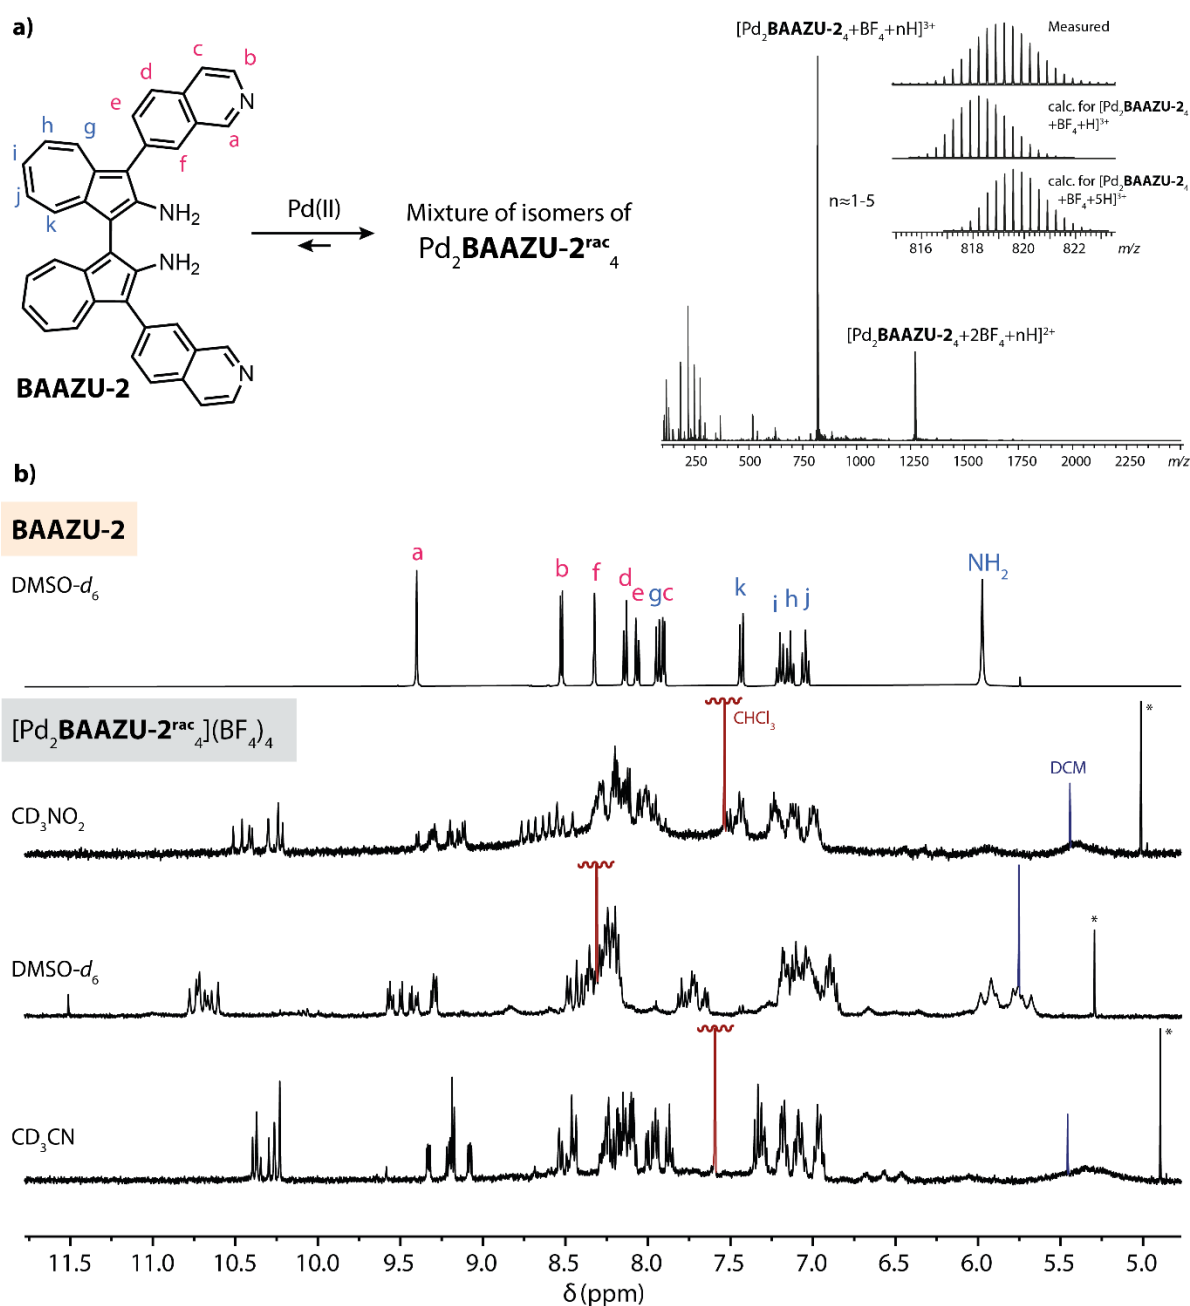 a)
c
b
d
N
e
a
h
g
f
i
j
k
NH2
NH2
N
BAAZU-2
Pd(II)
Mixture of isomers of
Pd2BAAZU-2rac4
[Pd2BAAZU-24+BF4+nH]3+
n≈1-5
[Pd2BAAZU-24+2BF4+nH]2+
Measured
calc. for [Pd2BAAZU-24
+BF4+H]3+
calc. for [Pd2BAAZU-24
+BF4+5H]3+
816 818 820 822 m/z
250 500 750 1000 1250 1500 1750 2000 2250 m/z
b)
BAAZU-2
DMSO-d6
a b f d e g c k i h j NH2
[Pd2BAAZU-2rac4](BF4)4
CHCl3
*
DCM
CD3NO2
DMSO-d6
*
CD3CN
*
11.5 11.0 10.5 10.0 9.5 9.0 8.5 8.0 7.5 7.0 6.5 6.0 5.5 5.0
δ (ppm)